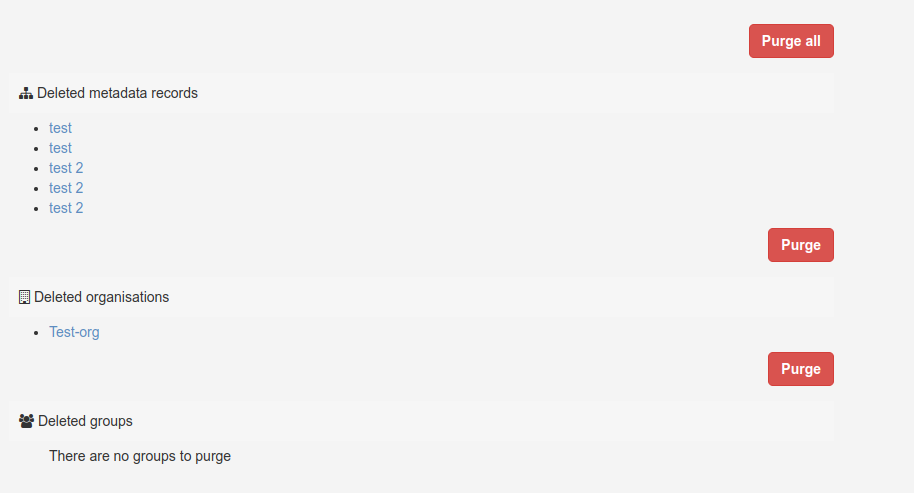 Purge all
Deleted metadata records
test
test
test 2
test 2
test 2
Purge
Deleted organisations
Test-org
Purge
Deleted groups
There are no groups to purge